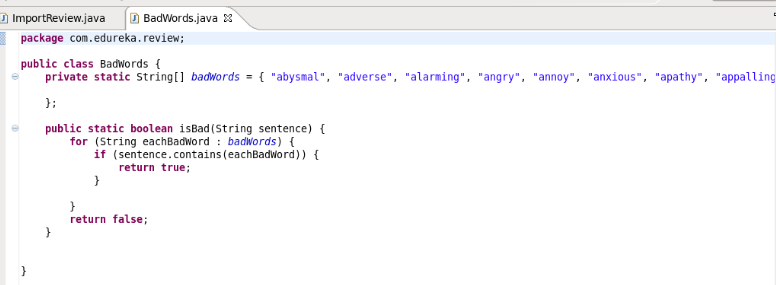 ImportReview.java BadWords.java
package com.edureka.review;
public class BadWords {
private static String[] badWords = { "abysmal", "adverse", "alarming", "angry", "annoy", "anxious", "apathy", "appalling
};
public static boolean isBad(String sentence) {
for (String eachBadWord : badWords) {
if (sentence.contains(eachBadWord)) {
return true;
}
}
return false;
}
}